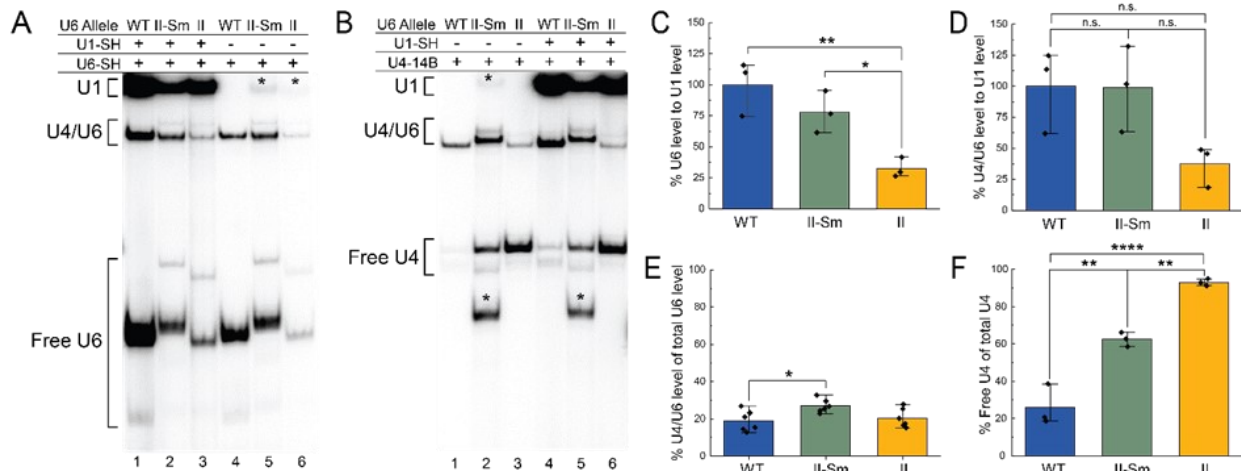 A
U6 Allele WT II-Sm II WT II-Sm II
U1-SH + + + - - -
U6-SH + + + + + +
U1
* *
U4/U6
Free U6
1 2 3 4 5 6
B
U6 Allele WT II-Sm II WT II-Sm II
U1-SH - - - + + +
U4-14B + + + + + +
U1
*
U4/U6
Free U4
* *
1 2 3 4 5 6
C
% U6 level to U1 level
150
125
100
75
50
25
0
**
*
WT II-Sm II
D
% U4/U6 level to U1 level
150
125
100
75
50
25
0
n.s.
n.s. n.s.
WT II-Sm II
E
% U4/U6 level of total U6 level
100
80
60
40
20
0
*
WT II-Sm II
F
% Free U4 of total U4
100
80
60
40
20
0
****
** **
WT II-Sm II